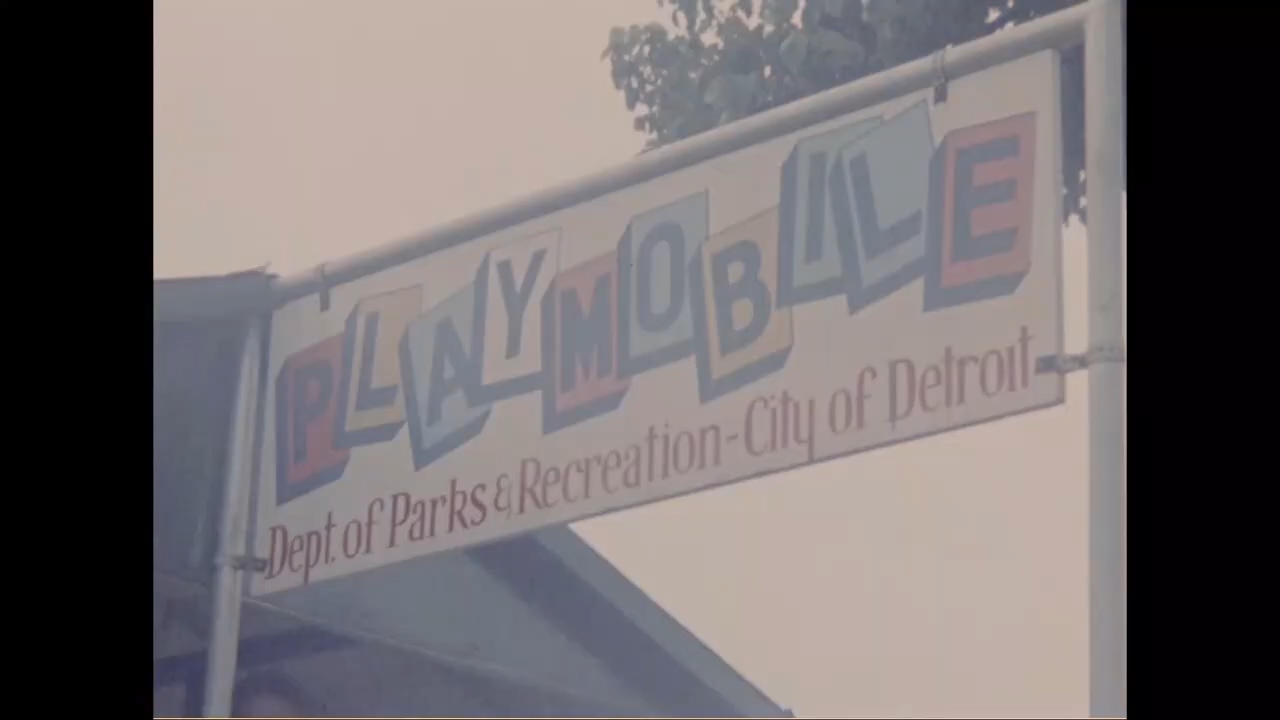 PLAYMOBILE
Dept. of Parks & Recreation-City of Detroit